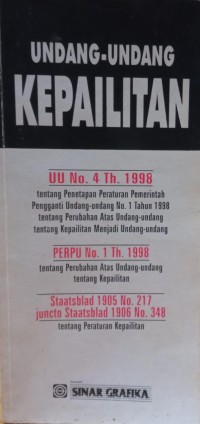 UNDANG-UNDANG
KEPAILITAN
UU No. 4 Th. 1998
tentang Penetapan Peraturan Pemerintah
Pengganti Undang-undang No. 1 Tahun 1998
tentang Perubahan Atas Undang-undang
tentang Kepailitan Menjadi Undang-undang
PERPU No. 1 Th. 1998
tentang Perubahan Atas Undang-undang
tentang Kepailitan
Staatsblad 1905 No. 217
juncto Staatsblad 1906 No. 348
tentang Peraturan Kepailitan
SINAR GRAFIKA